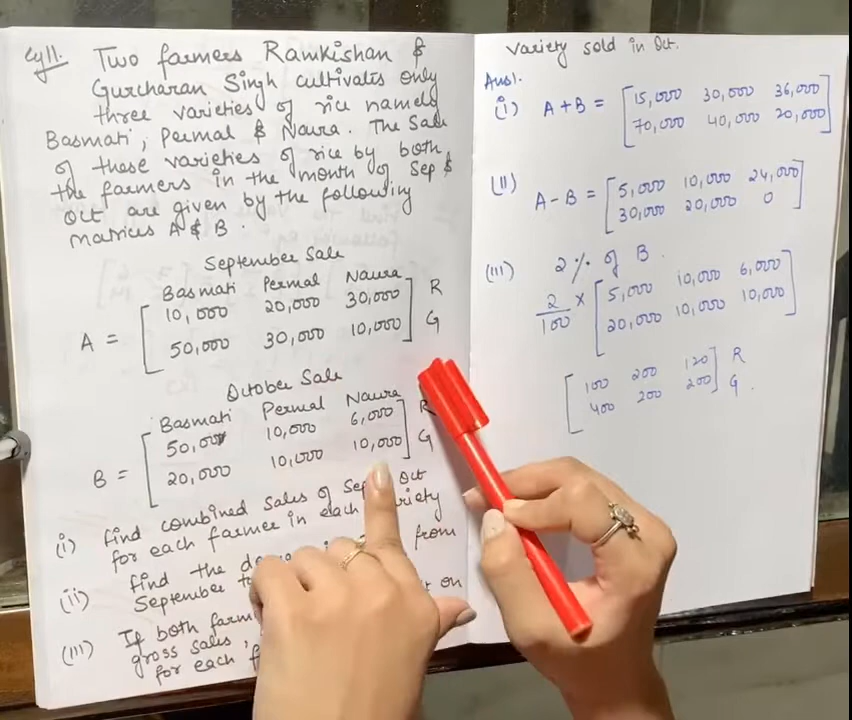 eg 11. Two farmers Ramkishan &
Gurcharan Singh cultivates only
three varieties of rice namely
Basmati, Permal & Naura. The Sale
of these varieties of rice by both
the farmers in the month of Sep &
Oct are given by the following
matrices A & B.
September Sale
Basmati Permal Naura
10,000 20,000 30,000 R
A =
50,000 30,000 10,000 G
October Sale
Basmati Permal Naura
50,000 10,000 6,000 R
B =
20,000 10,000 10,000 G
(i) find combined sales of Sep Oct
for each farmer in each variety
(ii) find the from
September
(III) If both farm on
gross sales
for each
variety sold in Oct.
Ans1.
(i) A + B = 15,000 30,000 36,000
70,000 40,000 20,000
(II) A - B = 5,000 10,000 24,000
30,000 20,000 0
(III) 2% of B.
2/100 × 5,000 10,000 6,000
20,000 10,000 10,000
100 200 120 R
400 200 200 G.